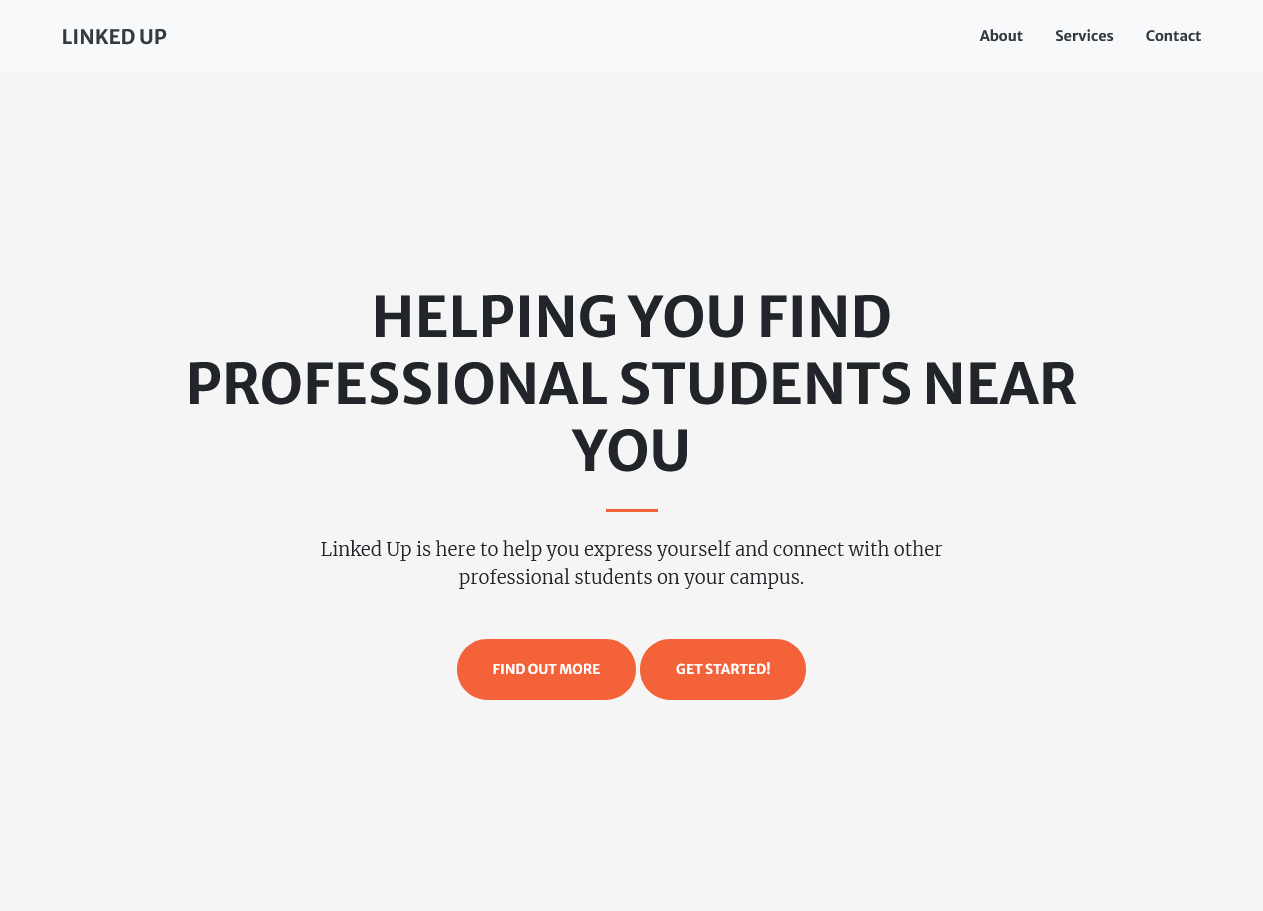 LINKED UP
About Services Contact
HELPING YOU FIND
PROFESSIONAL STUDENTS NEAR
YOU
Linked Up is here to help you express yourself and connect with other
professional students on your campus.
FIND OUT MORE GET STARTED!